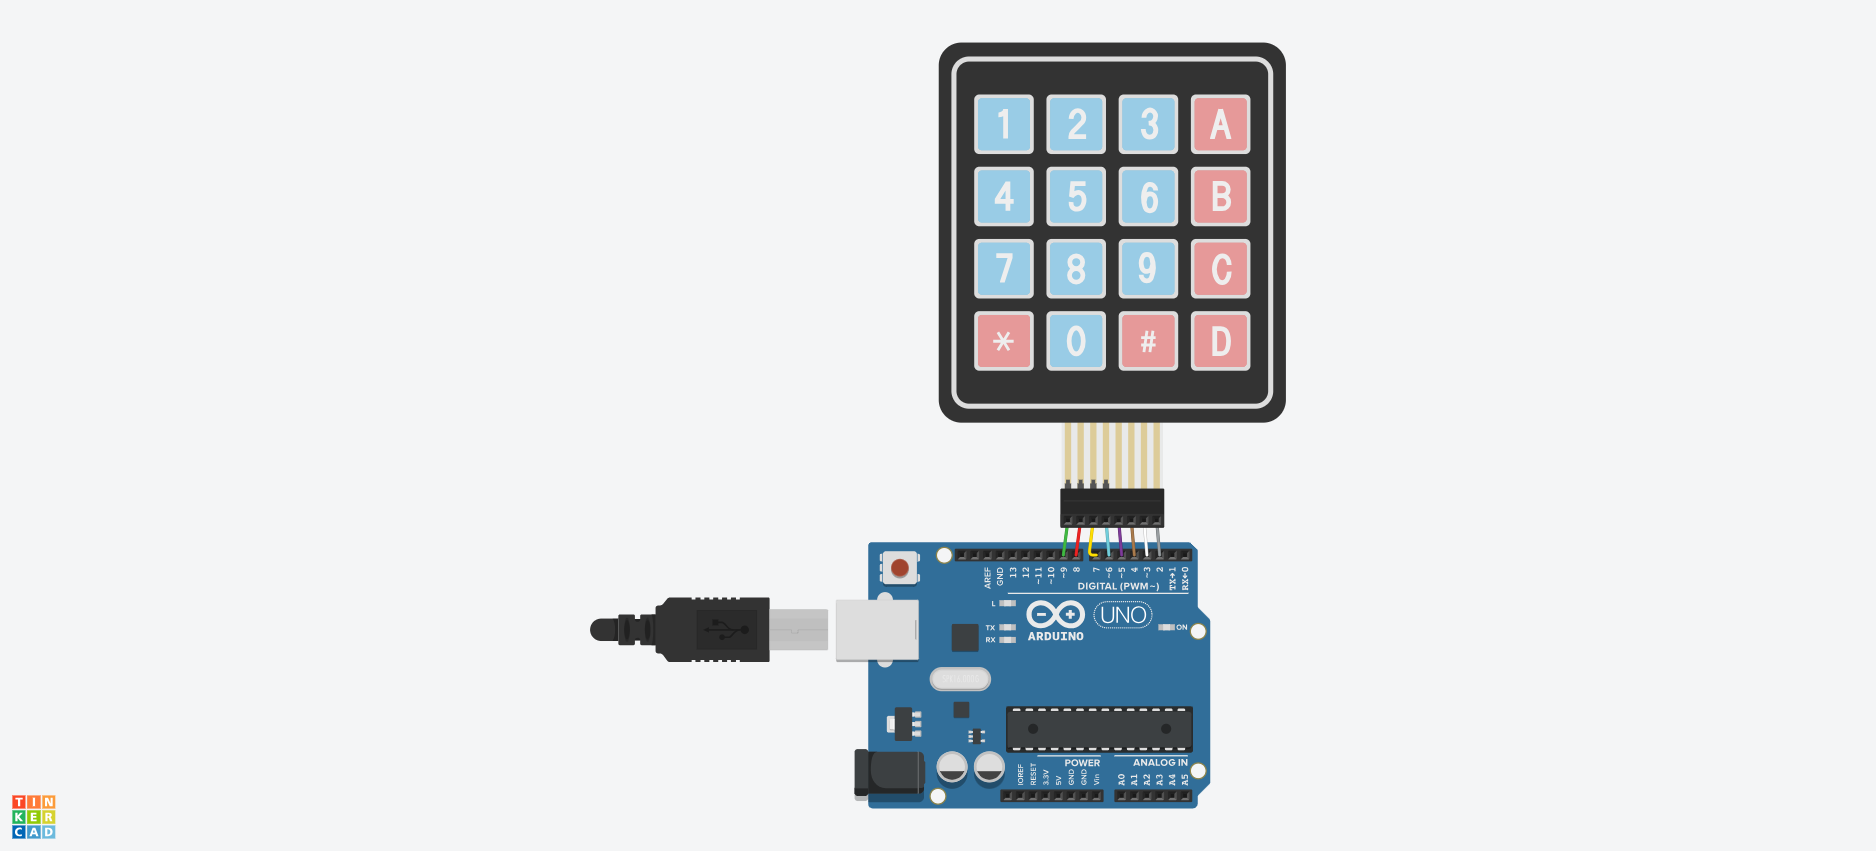 1 2 3 A
4 5 6 B
7 8 9 C
* 0 # D
AREF
GND
13
12
~11
~10
~9
8
7
~6
~5
4
~3
2
TX→1
RX←0
DIGITAL (PWM~)
L
TX
RX
ARDUINO
UNO
ON
POWER
ANALOG IN
IOREF
RESET
3.3V
5V
GND
GND
Vin
A0
A1
A2
A3
A4
A5
TIN
KER
CAD